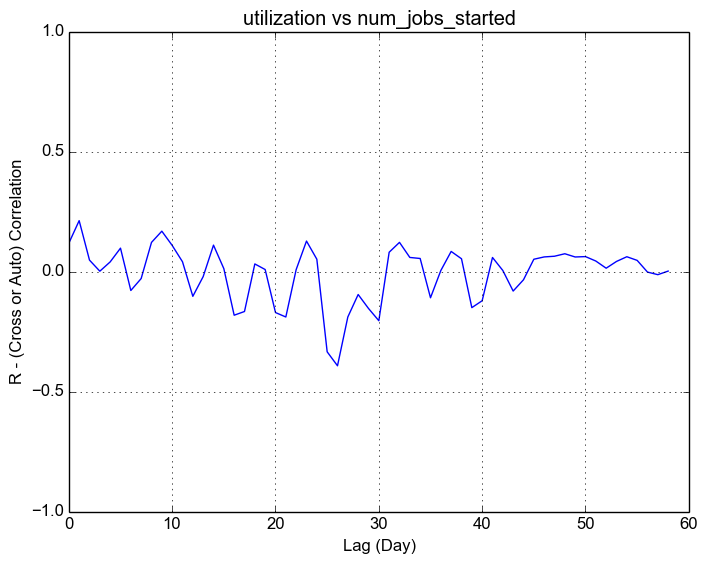 utilization vs num_jobs_started
1.0
0.5
0.0
−0.5
−1.0
R - (Cross or Auto) Correlation
0 10 20 30 40 50 60
Lag (Day)